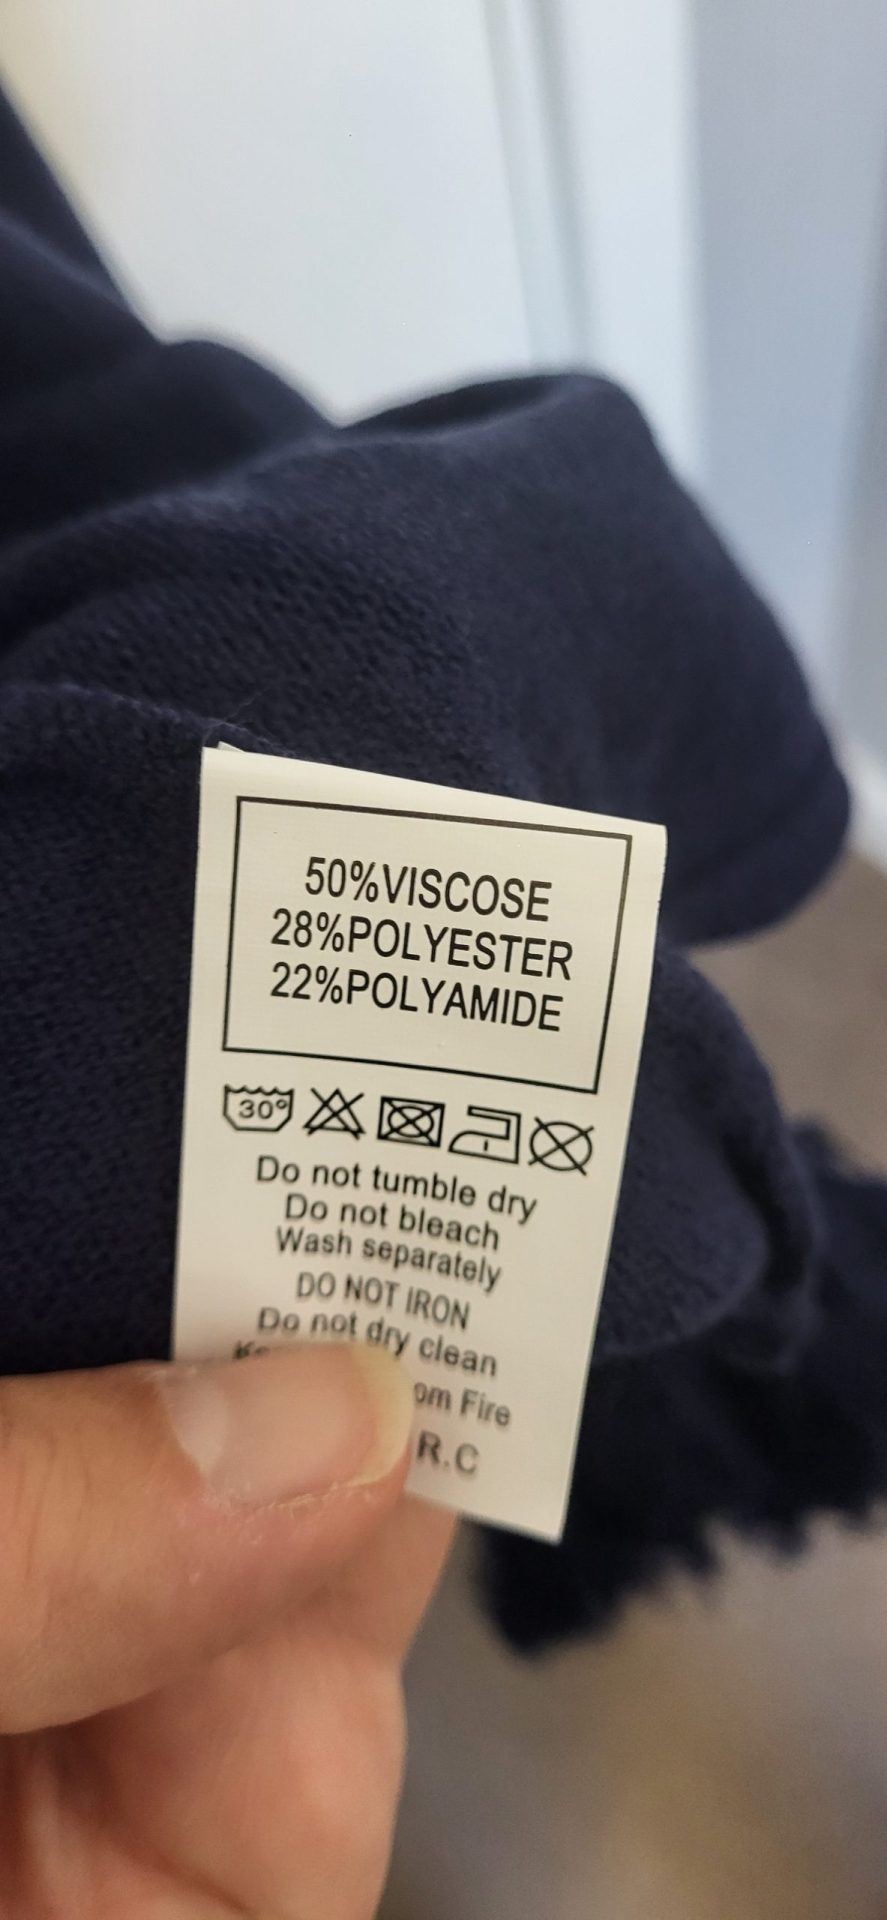 50%VISCOSE
28%POLYESTER
22%POLYAMIDE
30°
Do not tumble dry
Do not bleach
Wash separately
DO NOT IRON
Do not dry clean
Fire
R.C